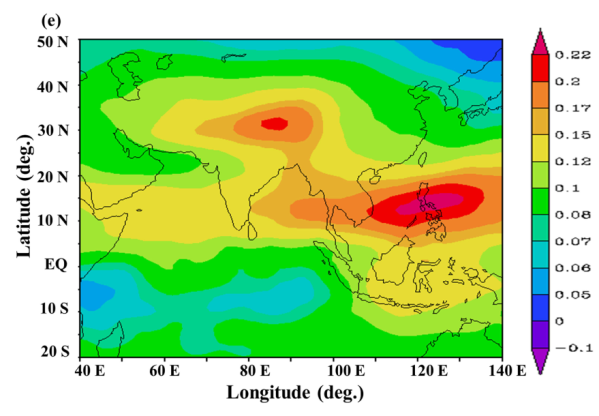 (e)
50 N
40 N
30 N
20 N
10 N
EQ
10 S
20 S
Latitude (deg.)
40 E
60 E
80 E
100 E
120 E
140 E
Longitude (deg.)
0.22
0.2
0.17
0.15
0.12
0.1
0.08
0.07
0.06
0.05
0
-0.1